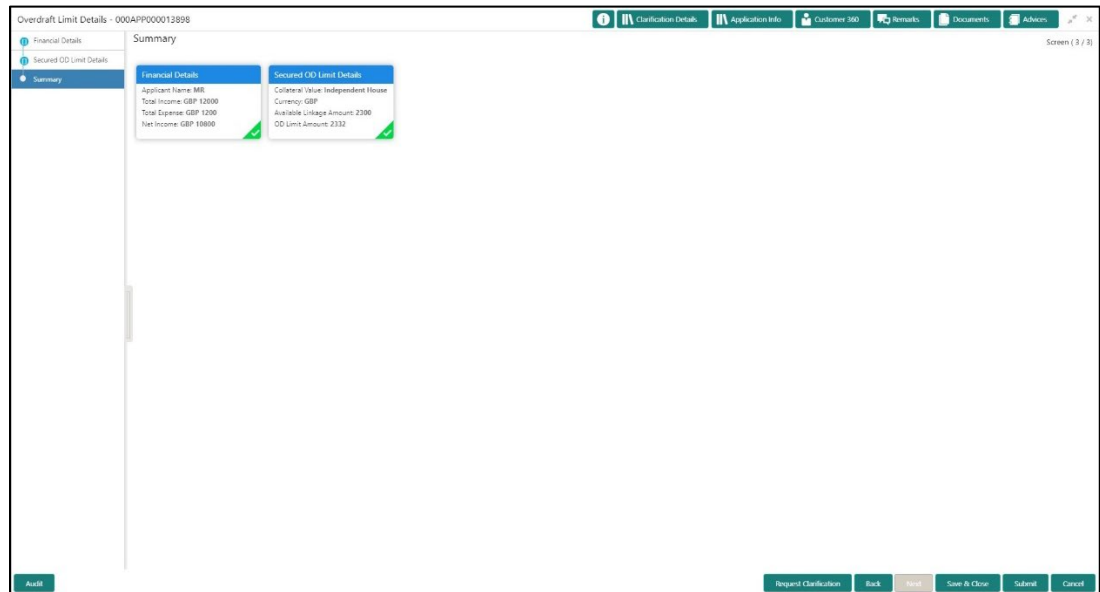 Overdraft Limit Details - 000APP000013898
Clarification Details
Application Info
Customer 360
Remarks
Documents
Advices
Financial Details
Secured OD Limit Details
Summary
Summary
Screen ( 3 / 3)
Financial Details
Applicant Name: MR
Total Income: GBP 12000
Total Expense: GBP 1200
Net Income: GBP 10800
Secured OD Limit Details
Collateral Value: Independent House
Currency: GBP
Available Linkage Amount: 2300
OD Limit Amount: 2332
Audit
Request Clarification
Back
Next
Save & Close
Submit
Cancel